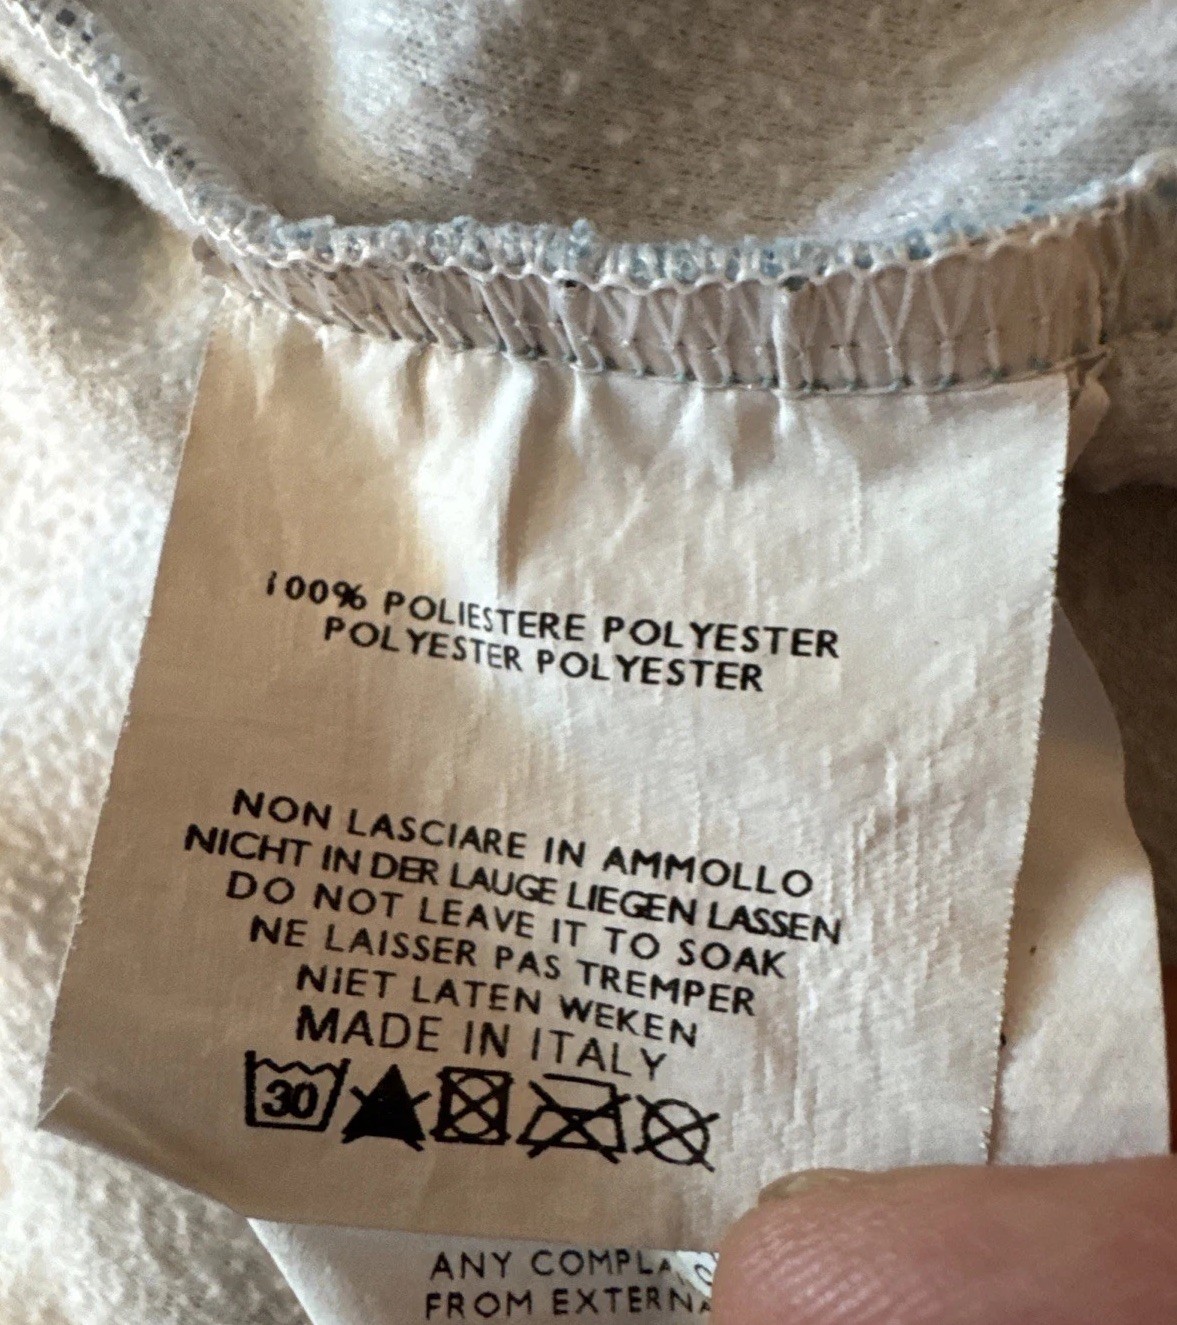 100% POLIESTERE POLYESTER
POLYESTER POLYESTER
NON LASCIARE IN AMMOLLO
NICHT IN DER LAUGE LIEGEN LASSEN
DO NOT LEAVE IT TO SOAK
NE LAISSER PAS TREMPER
NIET LATEN WEKEN
MADE IN ITALY
30
ANY
FROM